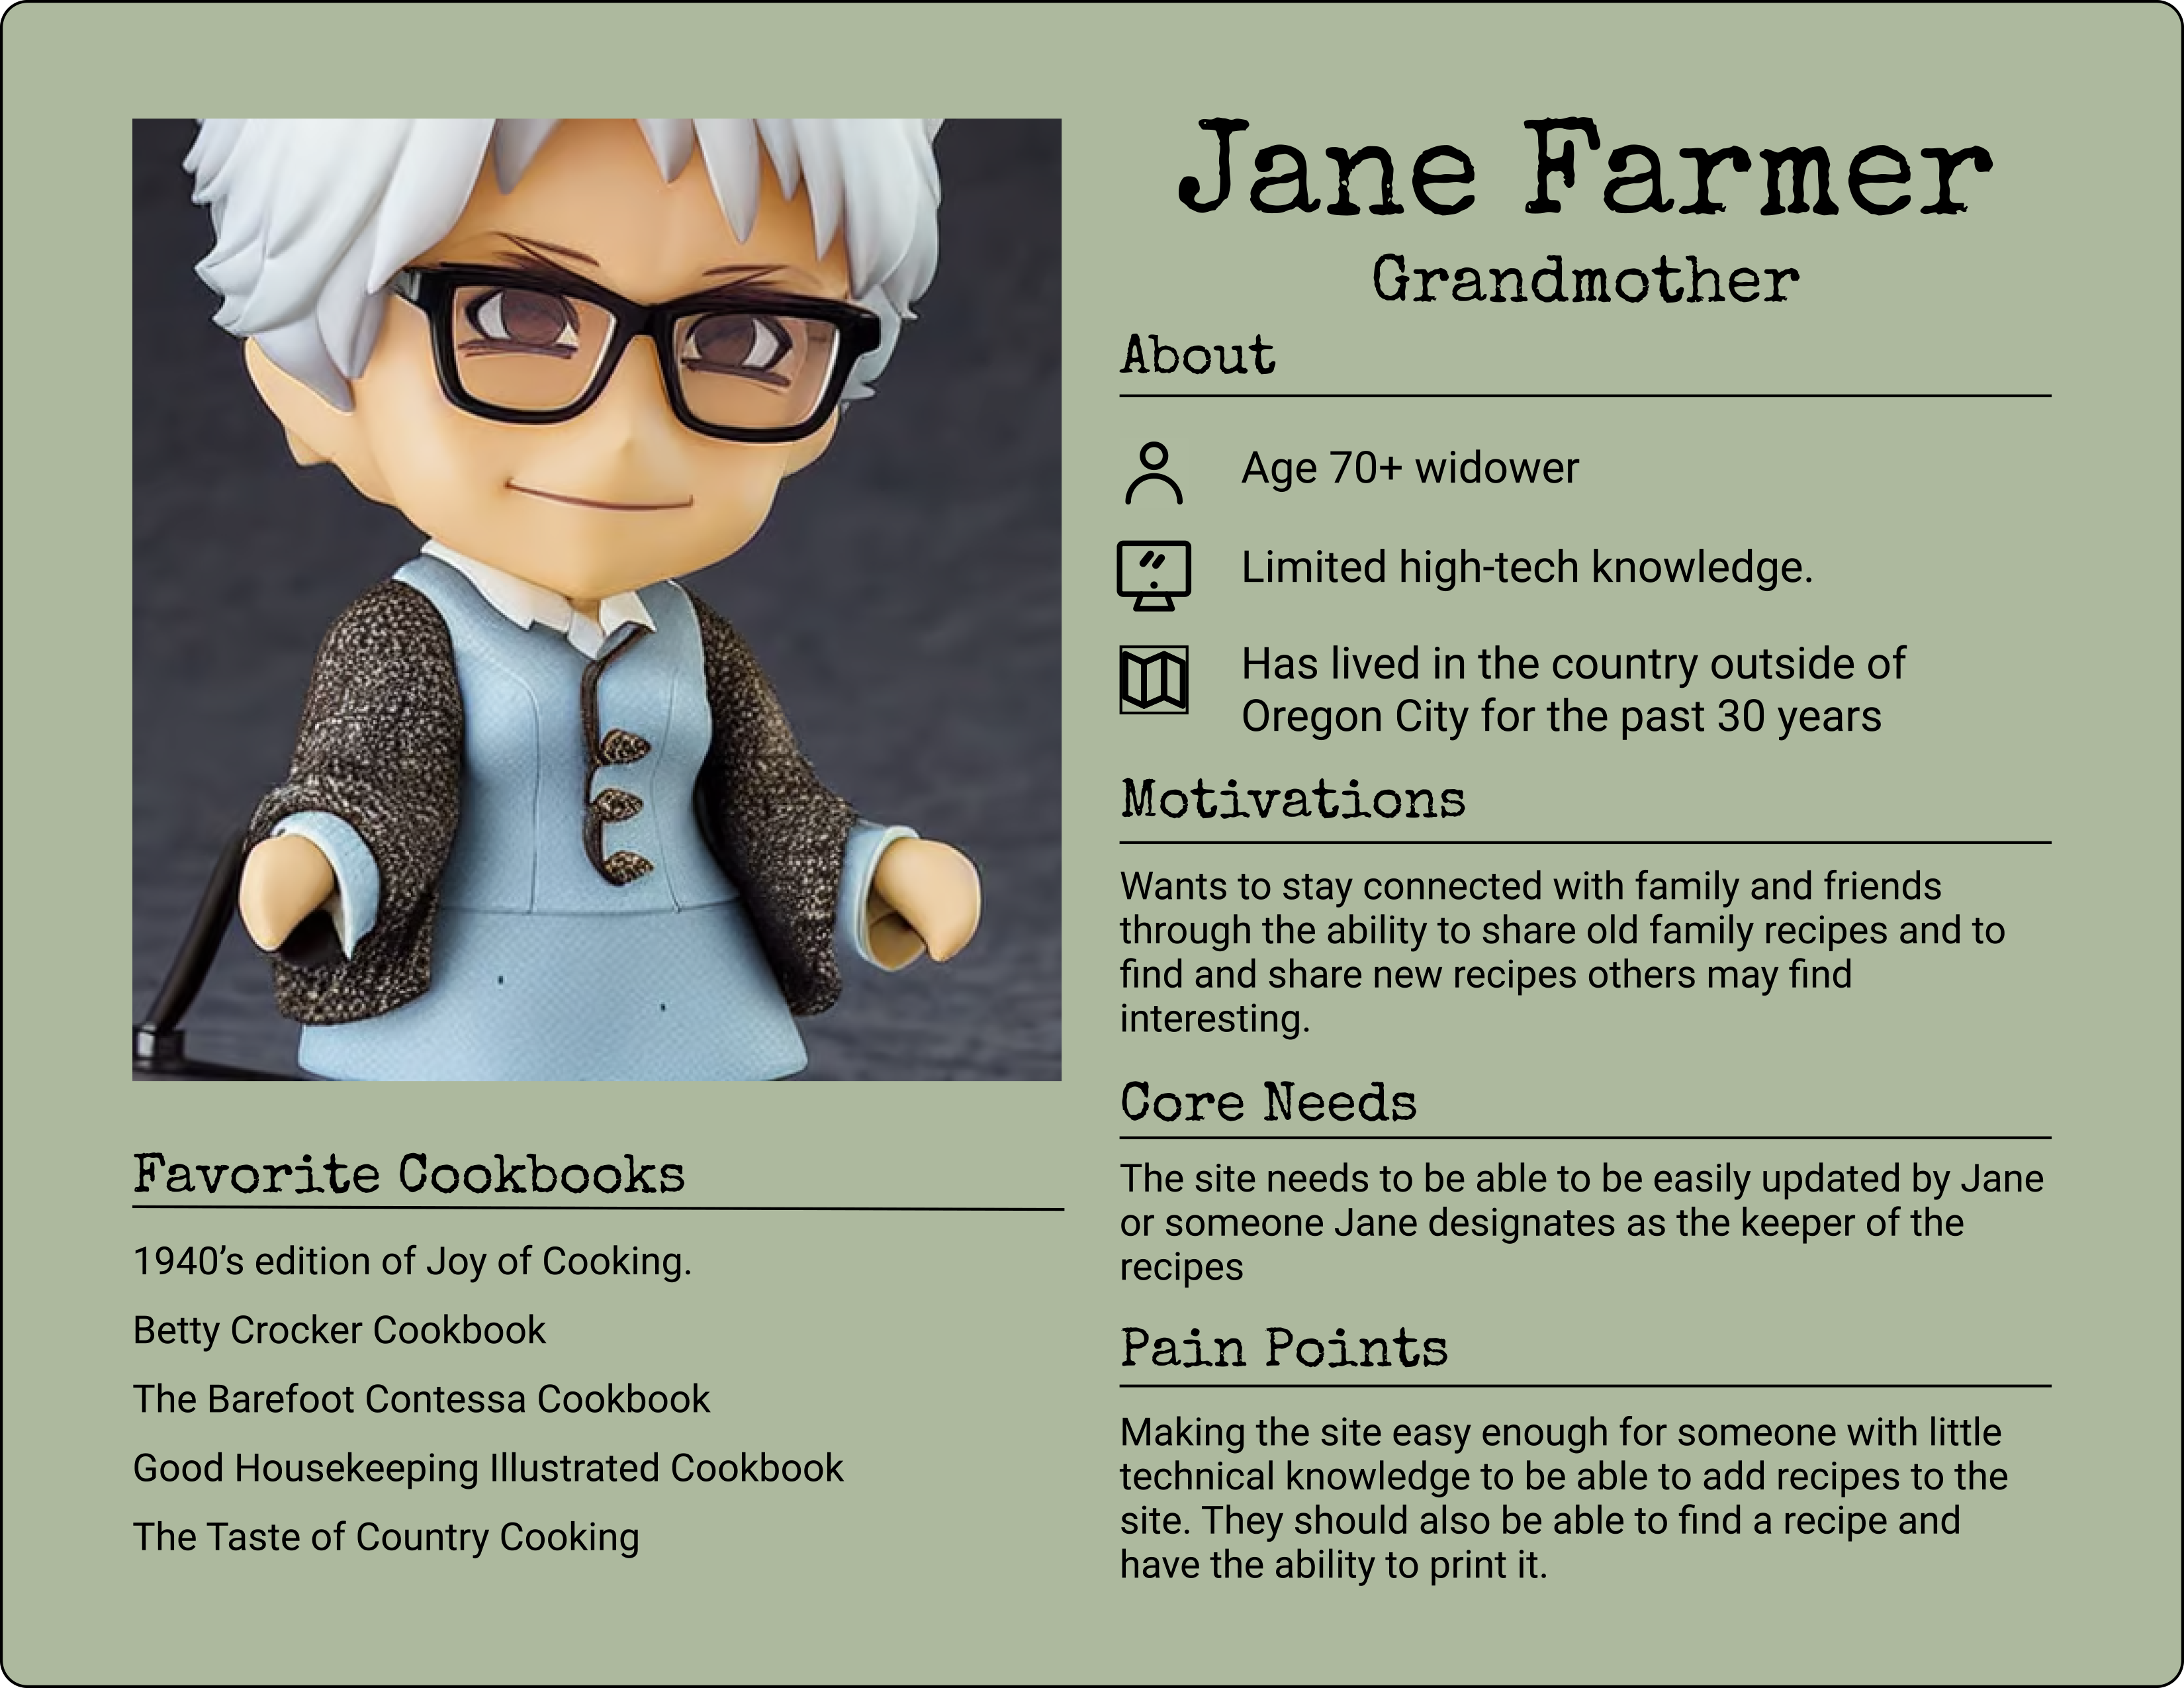 Jane Farmer
Grandmother
About
Age 70+ widower
Limited high-tech knowledge.
Has lived in the country outside of
Oregon City for the past 30 years
Motivations
Wants to stay connected with family and friends
through the ability to share old family recipes and to
find and share new recipes others may find
interesting.
Core Needs
The site needs to be able to be easily updated by Jane
or someone Jane designates as the keeper of the
recipes
Pain Points
Making the site easy enough for someone with little
technical knowledge to be able to add recipes to the
site. They should also be able to find a recipe and
have the ability to print it.
Favorite Cookbooks
1940’s edition of Joy of Cooking.
Betty Crocker Cookbook
The Barefoot Contessa Cookbook
Good Housekeeping Illustrated Cookbook
The Taste of Country Cooking